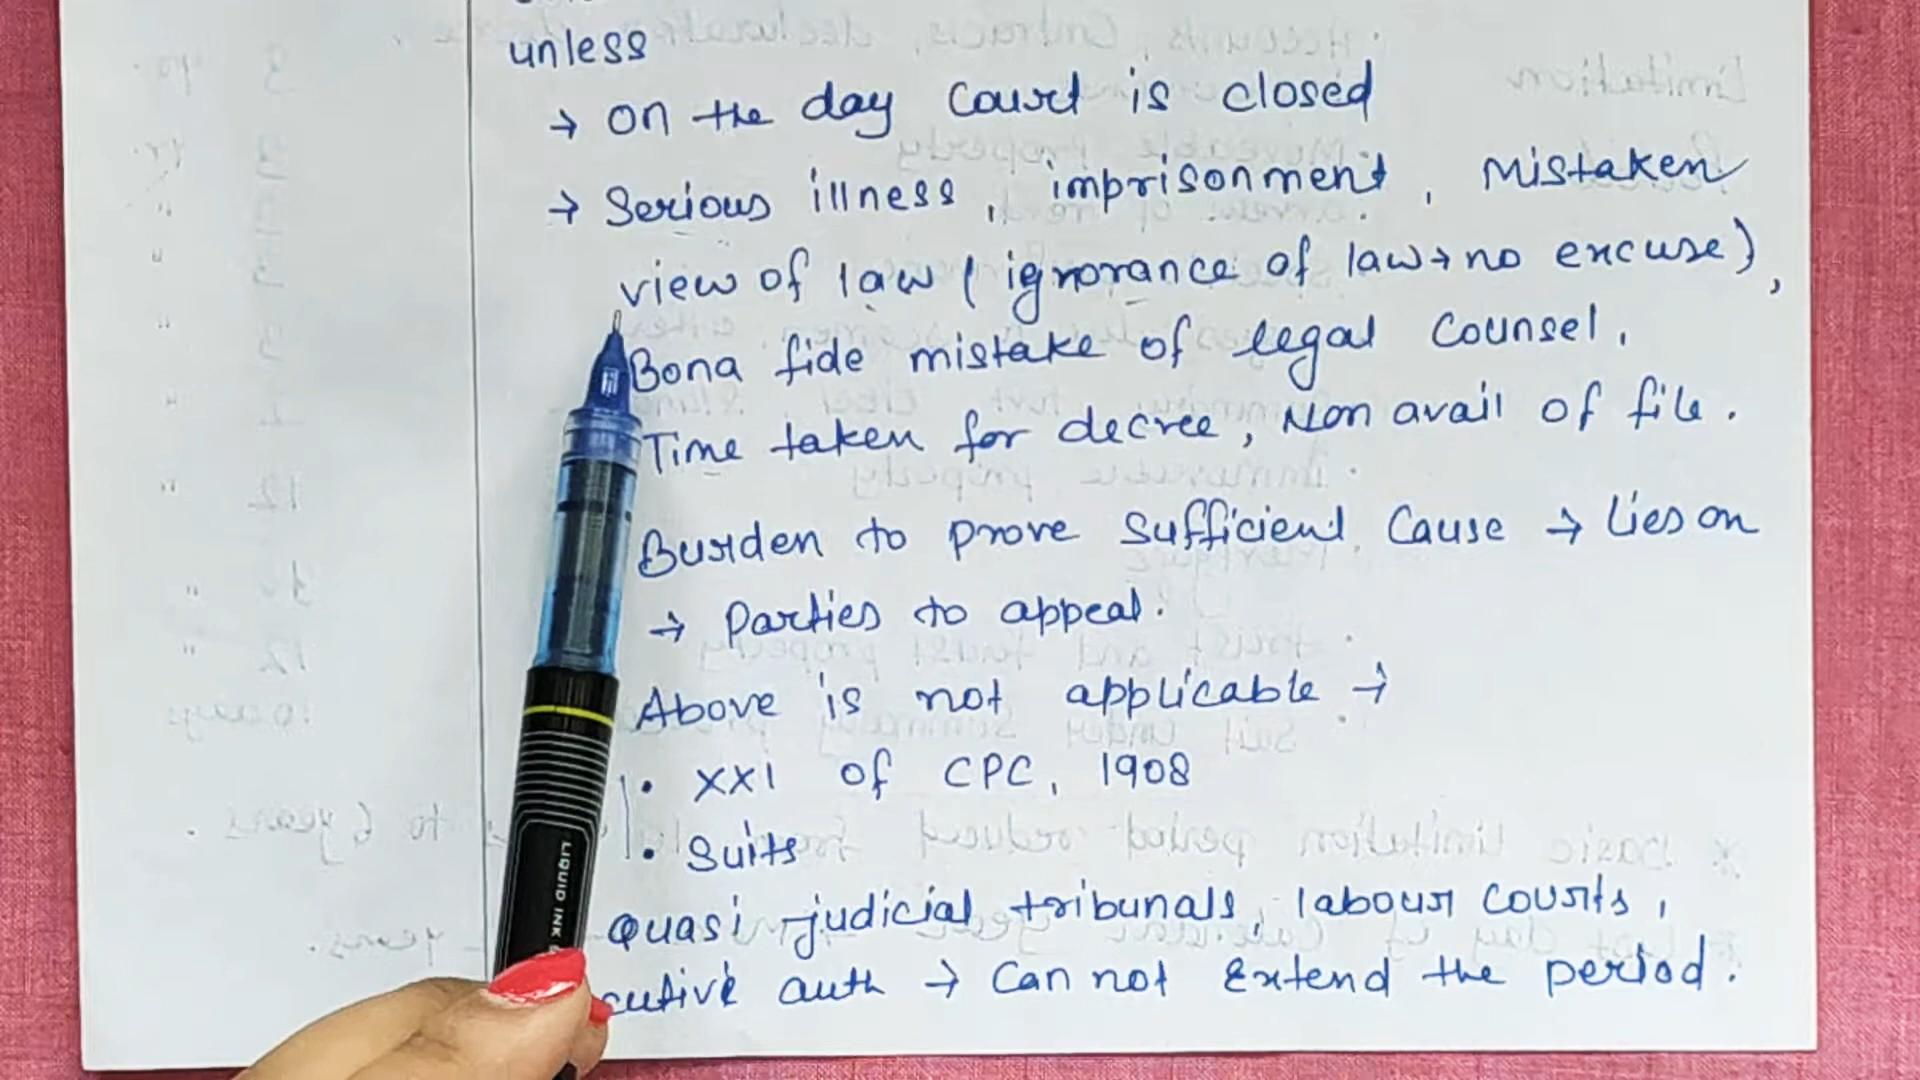 unless
→ on the day Court is closed
→ Serious illness, imprisonment, Mistaken
view of law (ignorance of law → no excuse),
Bona fide mistake of legal Counsel,
Time taken for decree, Non avail of file.
Burden to prove Sufficient Cause → Lies on
→ Parties to appeal.
Above is not applicable →
• XXI of CPC, 1908
• Suits
Quasi-judicial tribunals, labour Courts,
cutive auth → Can not Extend the period.
LIQUID INK